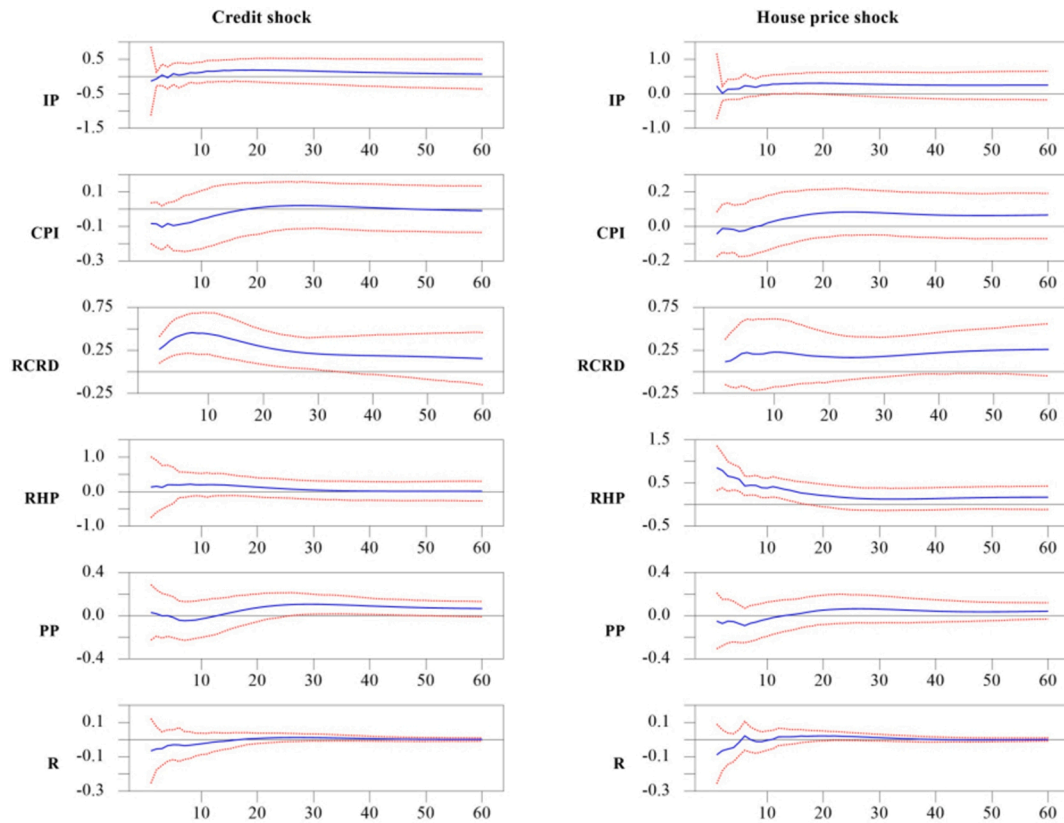 Credit shock House price shock
0.5 1.0
IP -0.5 IP 0.0
-1.5 -1.0
10 20 30 40 50 60 10 20 30 40 50 60
0.1 0.2
CPI -0.1 CPI 0.0
-0.3 -0.2
10 20 30 40 50 60 10 20 30 40 50 60
0.75 0.75
RCRD 0.25 RCRD 0.25
-0.25 -0.25
10 20 30 40 50 60 10 20 30 40 50 60
1.0 1.5
RHP 0.0 RHP 0.5
-1.0 -0.5
10 20 30 40 50 60 10 20 30 40 50 60
0.4 0.4
PP 0.0 PP 0.0
-0.4 -0.4
10 20 30 40 50 60 10 20 30 40 50 60
0.1 0.1
R -0.1 R -0.1
-0.3 -0.3
10 20 30 40 50 60 10 20 30 40 50 60